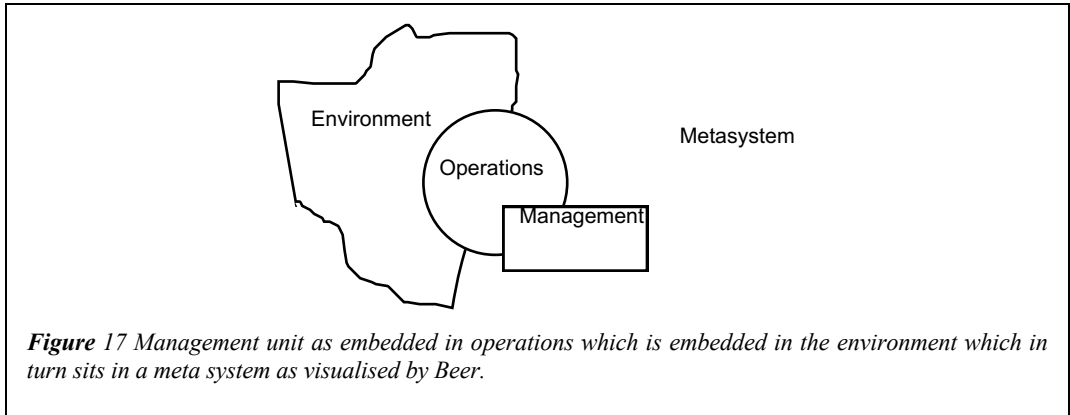 Environment
Metasystem
Operations
Management
Figure 17 Management unit as embedded in operations which is embedded in the environment which in
turn sits in a meta system as visualised by Beer.